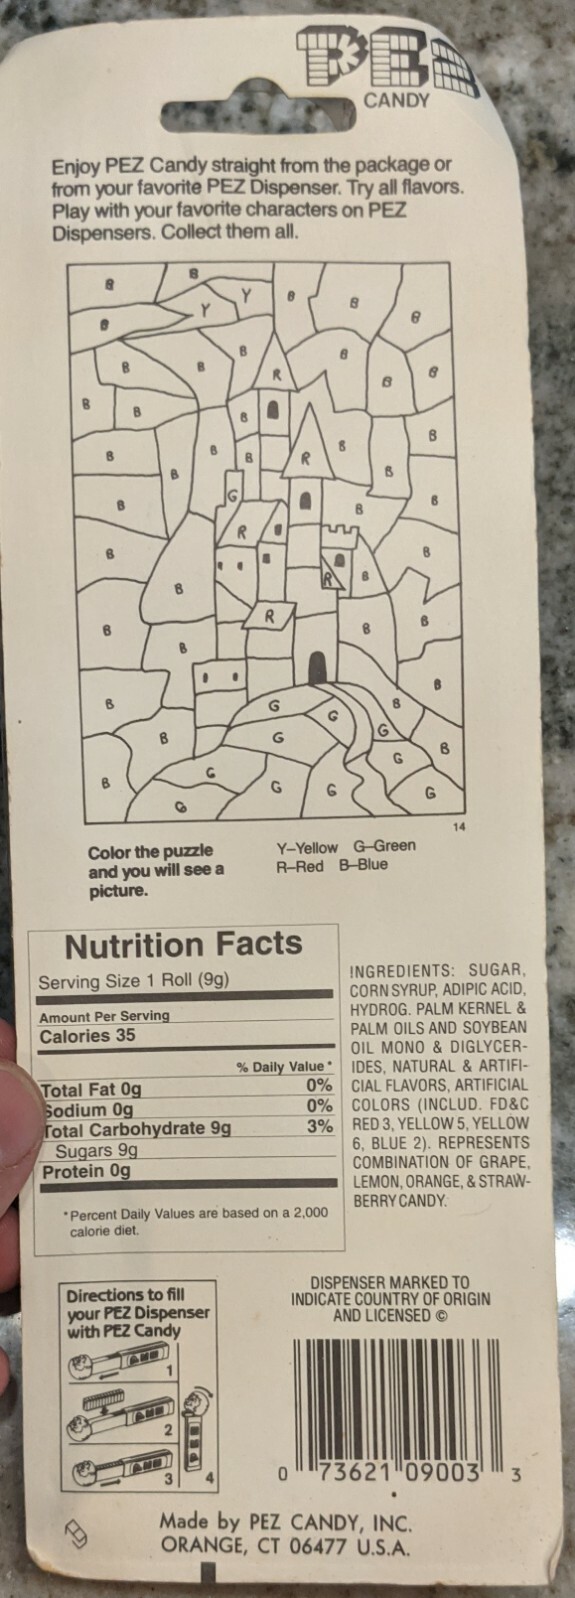 PEZ
CANDY
Enjoy PEZ Candy straight from the package or
from your favorite PEZ Dispenser. Try all flavors.
Play with your favorite characters on PEZ
Dispensers. Collect them all.
B B
Y Y B B B
B
B B B R B B B
B B B
B B B R B B B
B G B B
B R B
B R B
B R B B
B
B G G B B
B G G G B
B G G G G
G
14
Color the puzzle
and you will see a
picture.
Y–Yellow G–Green
R–Red B–Blue
Nutrition Facts
Serving Size 1 Roll (9g)
Amount Per Serving
Calories 35
% Daily Value *
Total Fat 0g 0%
Sodium 0g 0%
Total Carbohydrate 9g 3%
Sugars 9g
Protein 0g
*Percent Daily Values are based on a 2,000
calorie diet.
INGREDIENTS: SUGAR,
CORN SYRUP, ADIPIC ACID,
HYDROG. PALM KERNEL &
PALM OILS AND SOYBEAN
OIL MONO & DIGLYCER-
IDES, NATURAL & ARTIFI-
CIAL FLAVORS, ARTIFICIAL
COLORS (INCLUD. FD&C
RED 3, YELLOW 5, YELLOW
6, BLUE 2). REPRESENTS
COMBINATION OF GRAPE,
LEMON, ORANGE, & STRAW-
BERRY CANDY.
Directions to fill
your PEZ Dispenser
with PEZ Candy
1
2
3 4
DISPENSER MARKED TO
INDICATE COUNTRY OF ORIGIN
AND LICENSED ©
0 73621 09003 3
Made by PEZ CANDY, INC.
ORANGE, CT 06477 U.S.A.